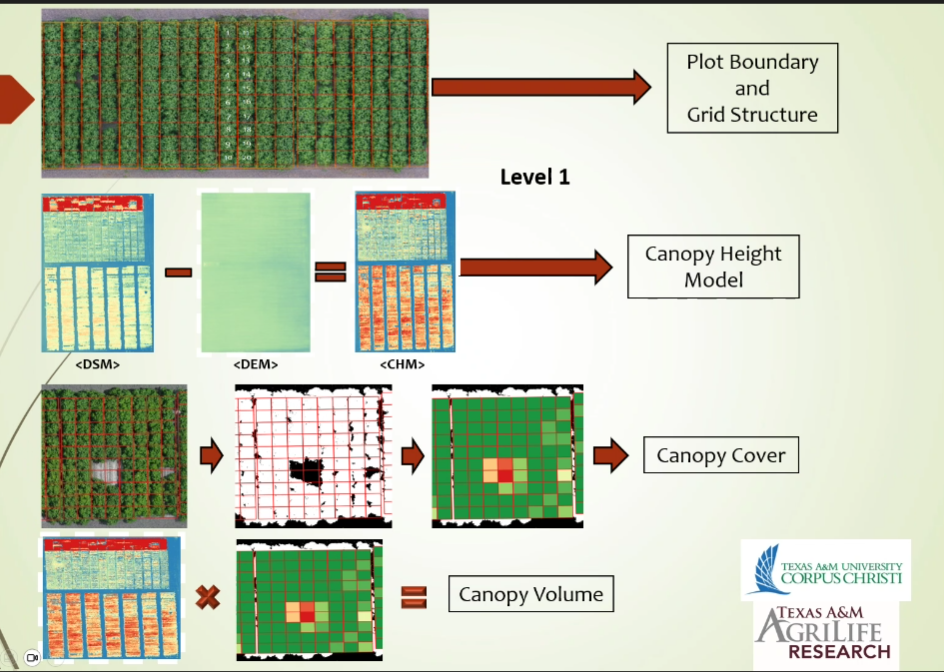 Plot Boundary
and
Grid Structure
Level 1
Canopy Height
Model
<DSM>
<DEM>
<CHM>
Canopy Cover
Canopy Volume
TEXAS A&M UNIVERSITY
CORPUS CHRISTI
TEXAS A&M
AGRILIFE
RESEARCH